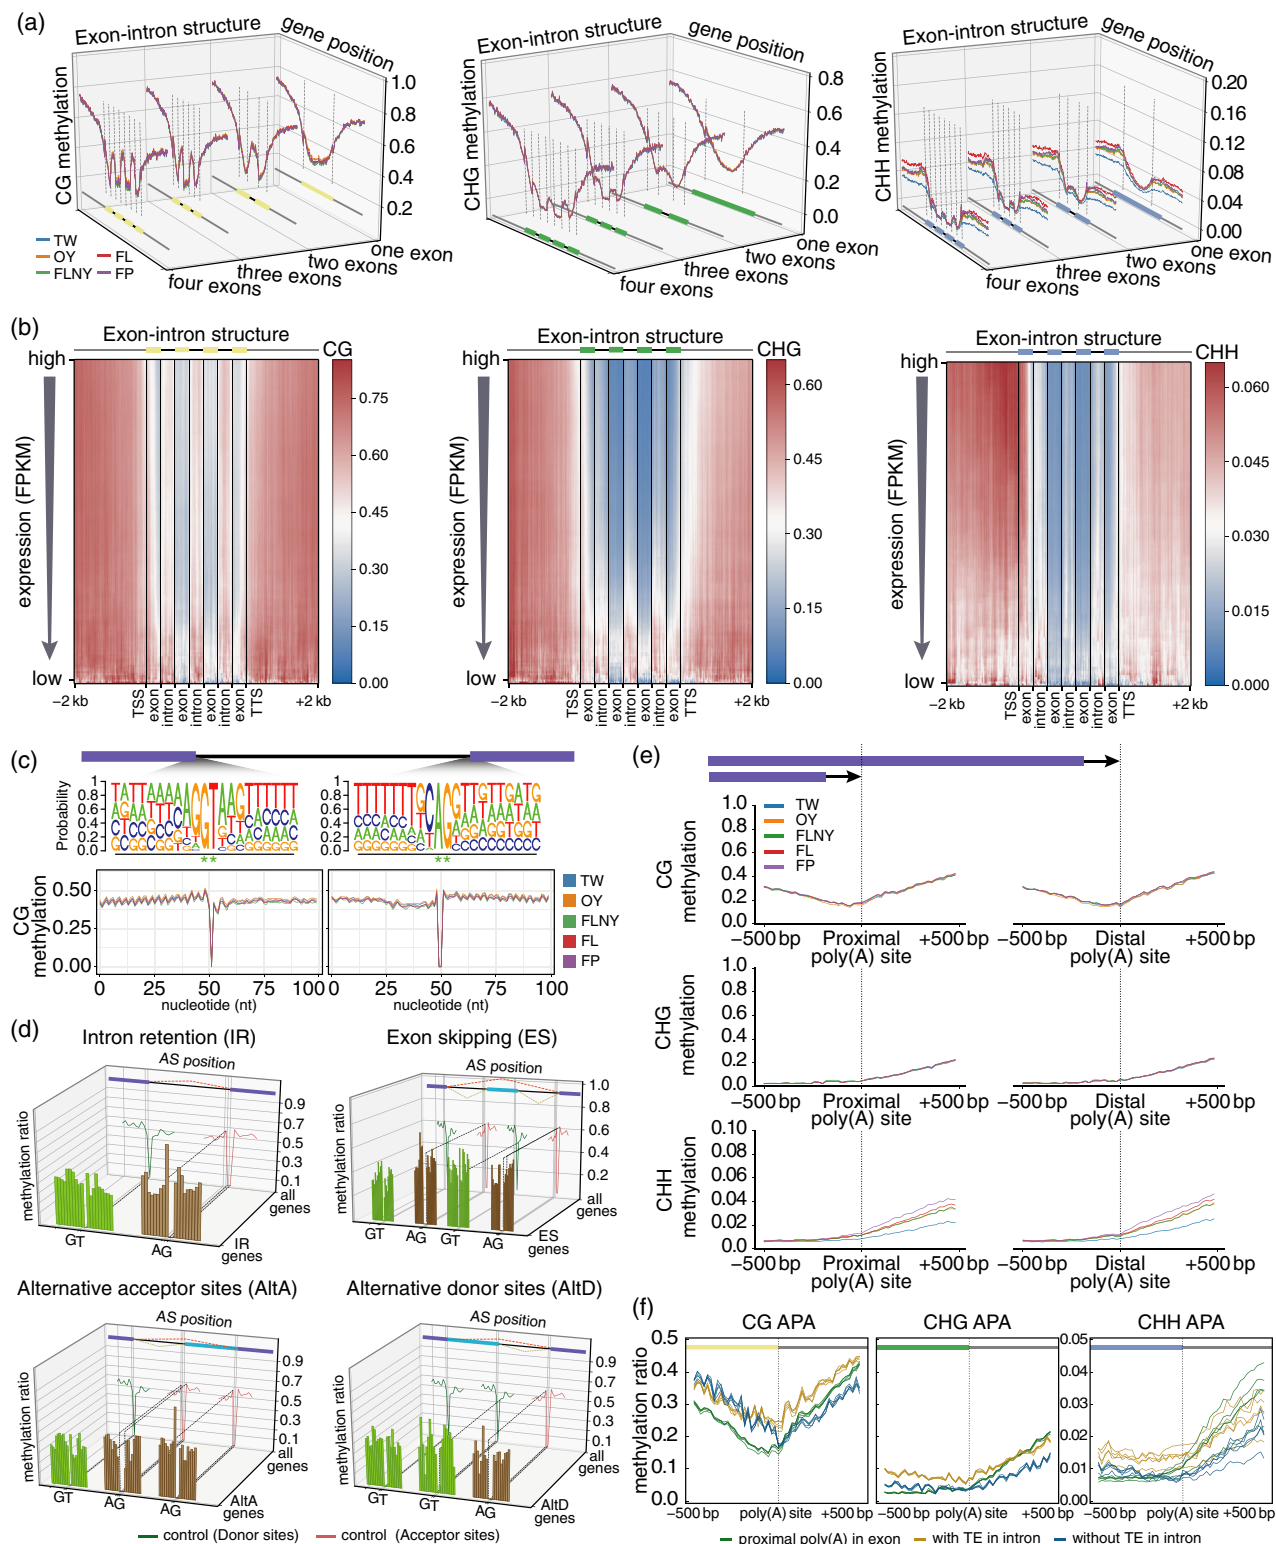 (a)
Exon-intron structure
gene position
CG methylation
1.0
0.8
0.6
0.4
0.2
one exon
two exons
three exons
four exons
TW
OY
FLNY
FL
FP
Exon-intron structure
gene position
CHG methylation
0.8
0.6
0.4
0.2
0.0
one exon
two exons
three exons
four exons
Exon-intron structure
gene position
CHH methylation
0.20
0.16
0.12
0.08
0.04
0.00
one exon
two exons
three exons
four exons
(b)
Exon-intron structure
high
low
expression (FPKM)
CG
0.75
0.60
0.45
0.30
0.15
0.00
−2 kb
TSS
exon
intron
exon
intron
exon
intron
exon
TTS
+2 kb
Exon-intron structure
high
low
expression (FPKM)
CHG
0.60
0.45
0.30
0.15
0.00
−2 kb
TSS
exon
intron
exon
intron
exon
intron
exon
TTS
+2 kb
Exon-intron structure
high
low
expression (FPKM)
CHH
0.060
0.045
0.030
0.015
0.000
−2 kb
TSS
exon
intron
exon
intron
exon
intron
exon
TTS
+2 kb
(c)
Probability
1
0.8
0.6
0.4
0.2
0.0
**
1
0.8
0.6
0.4
0.2
0.0
**
CG
methylation
0.50
0.25
0.00
0 25 50 75 100
nucleotide (nt)
0 25 50 75 100
nucleotide (nt)
TW
OY
FLNY
FL
FP
(d)
Intron retention (IR)
AS position
methylation ratio
0.9
0.7
0.5
0.3
0.1
all
genes
IR
genes
GT
AG
Exon skipping (ES)
AS position
methylation ratio
1.0
0.8
0.6
0.4
0.2
all
genes
ES
genes
GT
AG
GT
AG
Alternative acceptor sites (AltA)
AS position
methylation ratio
0.9
0.7
0.5
0.3
0.1
all
genes
AltA
genes
GT
AG
AG
Alternative donor sites (AltD)
AS position
methylation ratio
0.9
0.7
0.5
0.3
0.1
all
genes
AltD
genes
GT
GT
AG
control (Donor sites)
control (Acceptor sites)
(e)
TW
OY
FLNY
FL
FP
CG
methylation
1.0
0.8
0.6
0.4
0.2
0.0
−500 bp Proximal +500 bp
poly(A) site
−500 bp Distal +500 bp
poly(A) site
CHG
methylation
1.0
0.8
0.6
0.4
0.2
0.0
−500 bp Proximal +500 bp
poly(A) site
−500 bp Distal +500 bp
poly(A) site
CHH
methylation
0.10
0.08
0.06
0.04
0.02
0.00
−500 bp Proximal +500 bp
poly(A) site
−500 bp Distal +500 bp
poly(A) site
(f)
CG APA
methylation ratio
0.5
0.4
0.3
0.2
0.1
0.0
−500 bp poly(A) site +500 bp
CHG APA
−500 bp poly(A) site +500 bp
CHH APA
0.05
0.04
0.03
0.02
0.01
0.00
−500 bp poly(A) site +500 bp
proximal poly(A) in exon
with TE in intron
without TE in intron